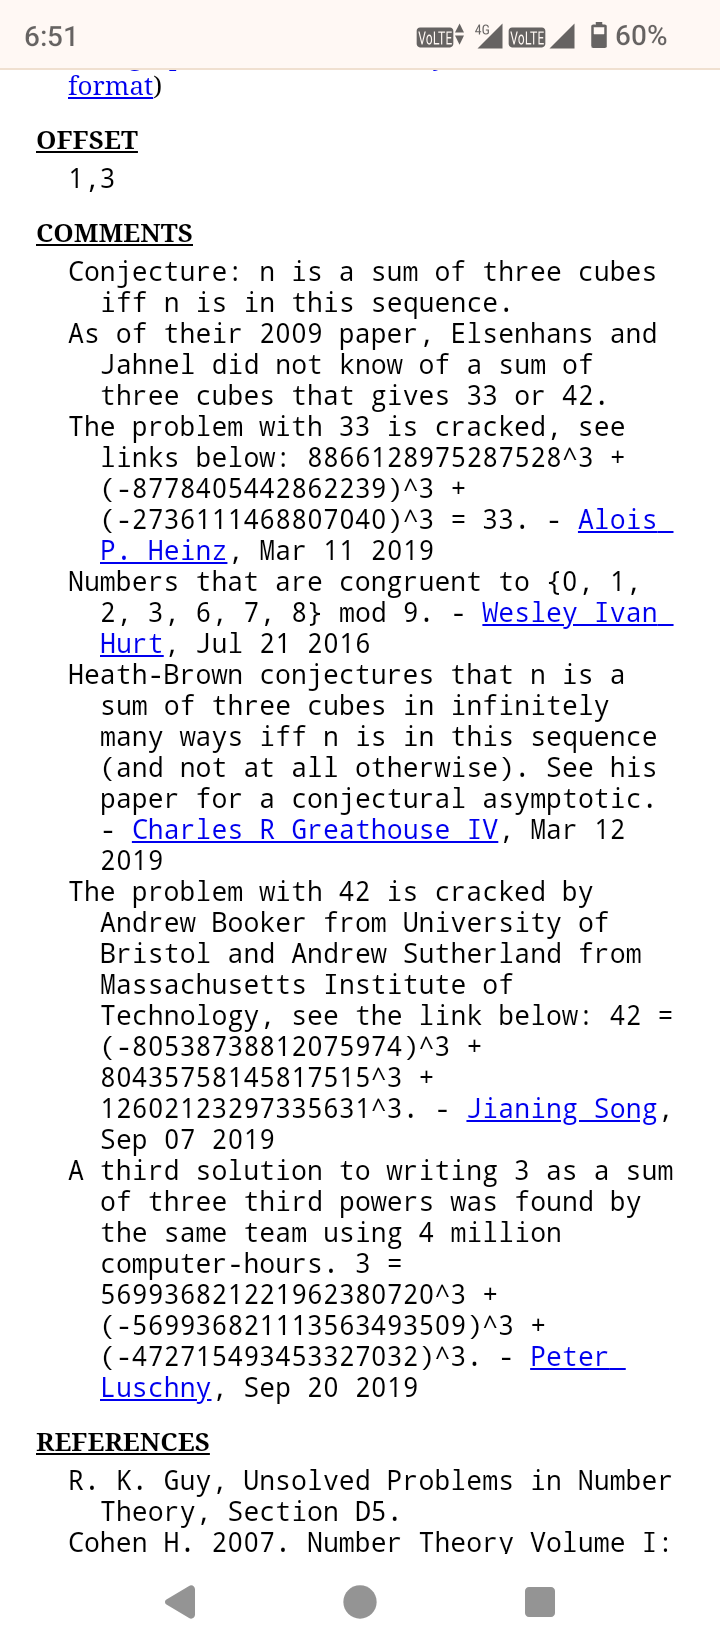 6:51
VoLTE 4G VoLTE 60%
format)
OFFSET
1,3
COMMENTS
Conjecture: n is a sum of three cubes
iff n is in this sequence.
As of their 2009 paper, Elsenhans and
Jahnel did not know of a sum of
three cubes that gives 33 or 42.
The problem with 33 is cracked, see
links below: 8866128975287528^3 +
(-8778405442862239)^3 +
(-2736111468807040)^3 = 33. - Alois
P. Heinz, Mar 11 2019
Numbers that are congruent to {0, 1,
2, 3, 6, 7, 8} mod 9. - Wesley Ivan
Hurt, Jul 21 2016
Heath-Brown conjectures that n is a
sum of three cubes in infinitely
many ways iff n is in this sequence
(and not at all otherwise). See his
paper for a conjectural asymptotic.
- Charles R Greathouse IV, Mar 12
2019
The problem with 42 is cracked by
Andrew Booker from University of
Bristol and Andrew Sutherland from
Massachusetts Institute of
Technology, see the link below: 42 =
(-80538738812075974)^3 +
80435758145817515^3 +
12602123297335631^3. - Jianing Song,
Sep 07 2019
A third solution to writing 3 as a sum
of three third powers was found by
the same team using 4 million
computer-hours. 3 =
569936821221962380720^3 +
(-569936821113563493509)^3 +
(-472715493453327032)^3. - Peter
Luschny, Sep 20 2019
REFERENCES
R. K. Guy, Unsolved Problems in Number
Theory, Section D5.
Cohen H. 2007. Number Theory Volume I: